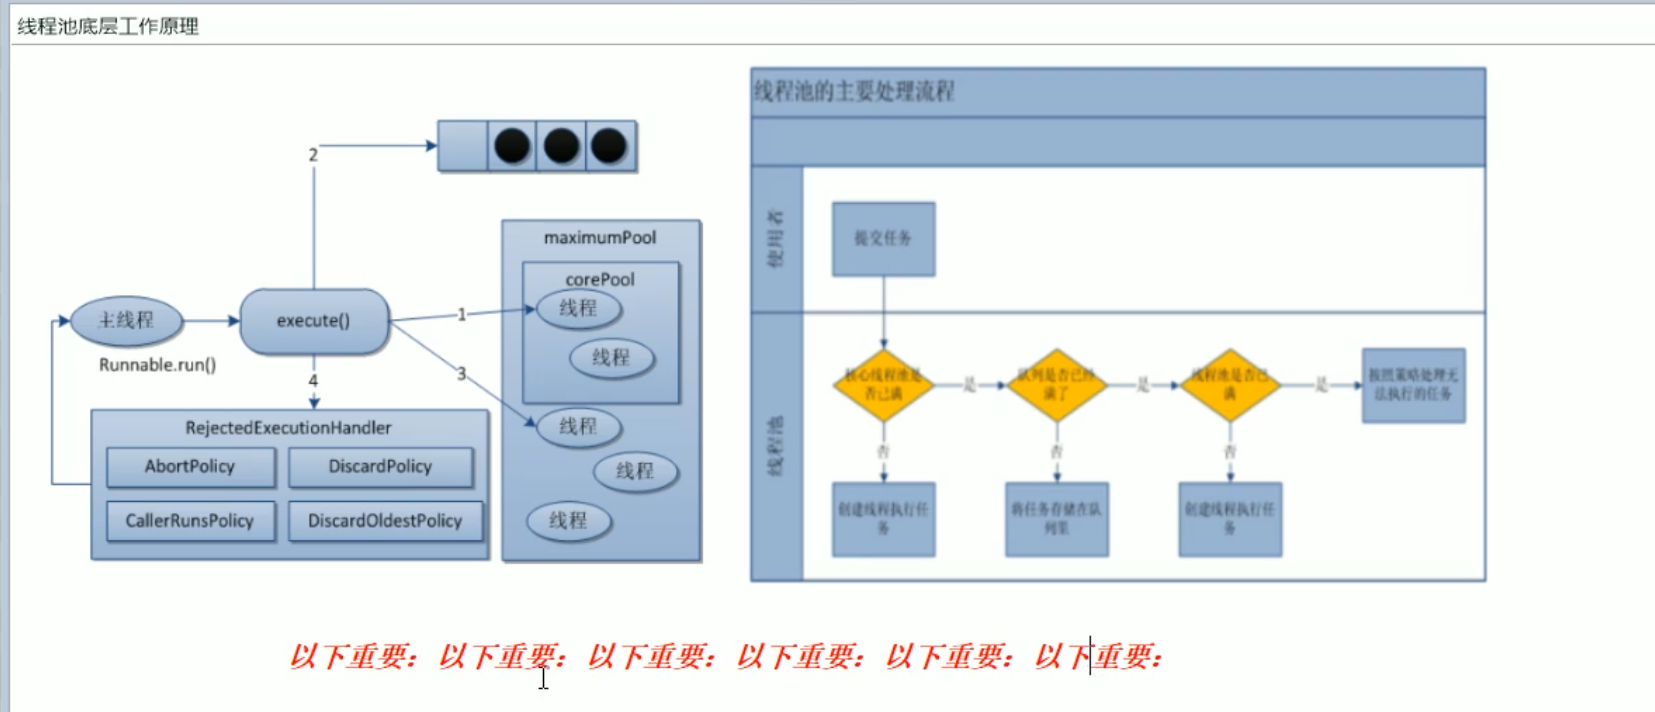 线程池底层工作原理
2
maximumPool
corePool
线程
线程
线程
线程
线程
主线程
execute()
1
3
Runnable.run()
4
RejectedExecutionHandler
AbortPolicy
DiscardPolicy
CallerRunsPolicy
DiscardOldestPolicy
线程池的主要处理流程
使用者
提交任务
线程池
核心线程池是
否已满
是
队列是否已经
满了
是
线程池是否已
满
是
按照策略处理无
法执行的任务
否
否
否
创建线程执行任
务
将任务存储在队
列里
创建线程执行任
务
以下重要：以下重要：以下重要：以下重要：以下重要：以下重要：